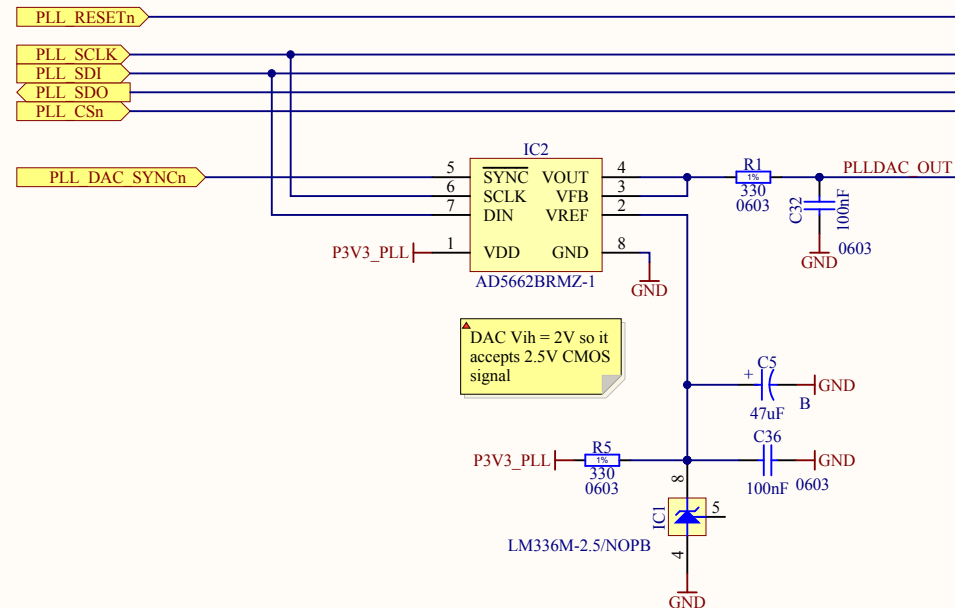 PLL_RESETn
PLL_SCLK
PLL_SDI
PLL_SDO
PLL_CSn
PLL_DAC_SYNCn
IC2
5 SYNC VOUT 4
6 SCLK VFB 3
7 DIN VREF 2
P3V3_PLL 1 VDD GND 8
AD5662BRMZ-1
GND
R1
1%
330
0603
PLLDAC_OUT
C32
100nF
0603
GND
DAC Vih = 2V so it
accepts 2.5V CMOS
signal
C5
+
GND
47uF B
P3V3_PLL
R5
1%
330
0603
C36
GND
100nF 0603
8
IC1
5
LM336M-2.5/NOPB
4
GND